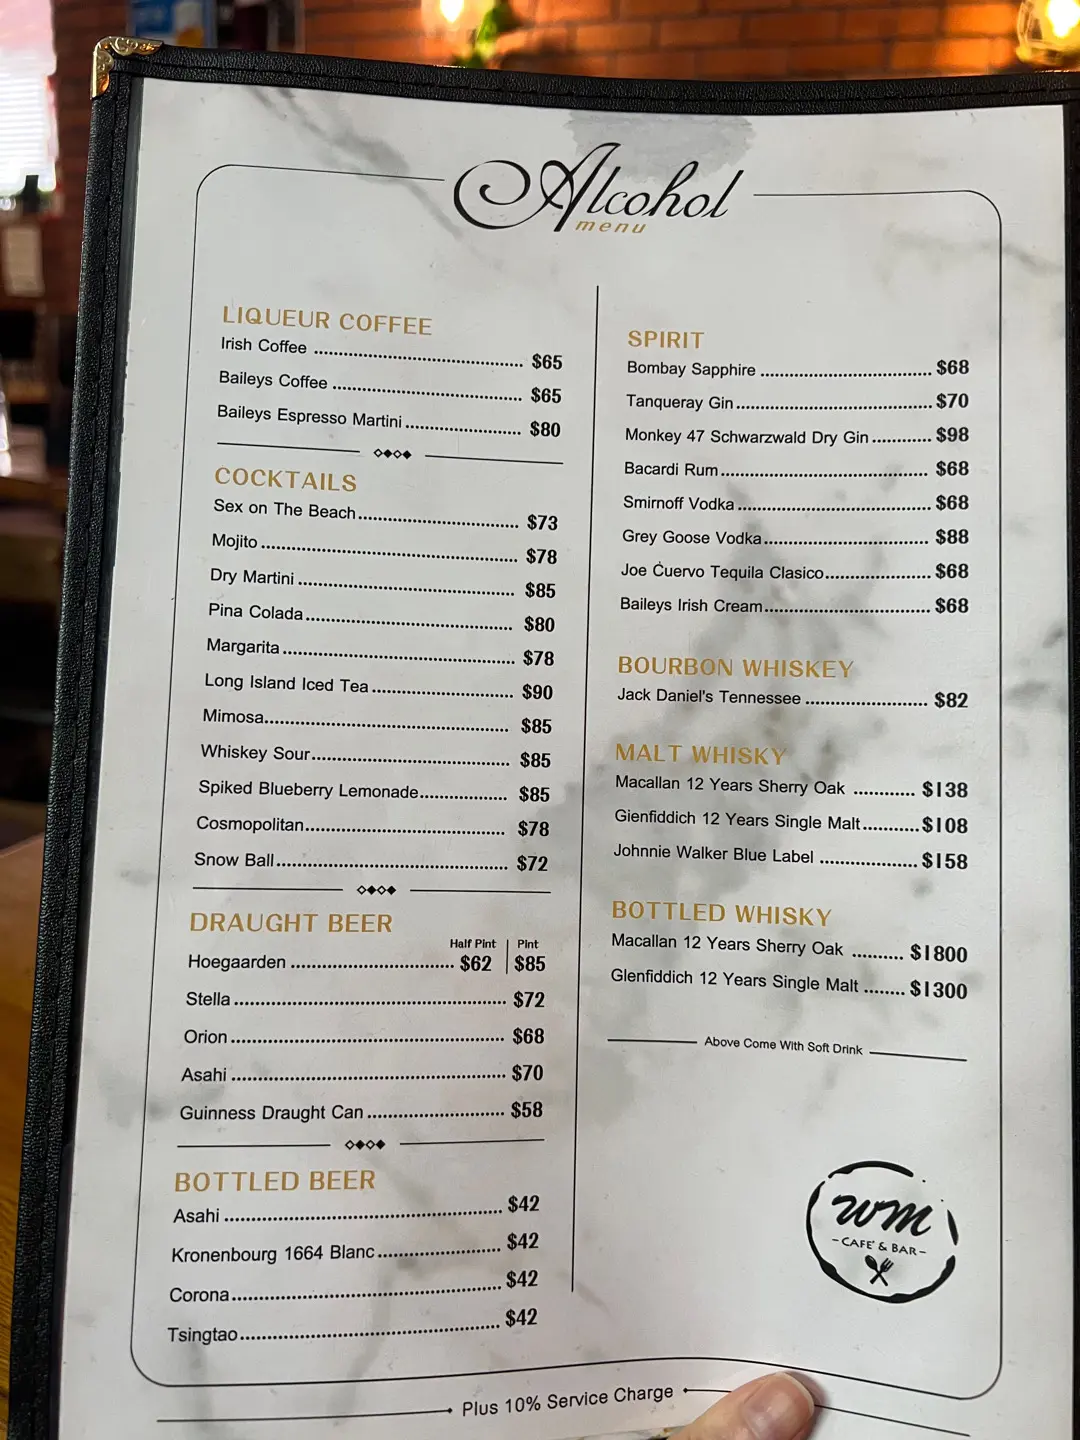 Alcohol
menu
LIQUEUR COFFEE
Irish Coffee ........ $65
Baileys Coffee ........ $65
Baileys Espresso Martini ........ $80
COCKTAILS
Sex on The Beach ........ $73
Mojito ........ $78
Dry Martini ........ $85
Pina Colada ........ $80
Margarita ........ $78
Long Island Iced Tea ........ $90
Mimosa ........ $85
Whiskey Sour ........ $85
Spiked Blueberry Lemonade ........ $85
Cosmopolitan ........ $78
Snow Ball ........ $72
DRAUGHT BEER
Half Pint | Pint
Hoegaarden ........ $62 | $85
Stella ........ $72
Orion ........ $68
Asahi ........ $70
Guinness Draught Can ........ $58
BOTTLED BEER
Asahi ........ $42
Kronenbourg 1664 Blanc ........ $42
Corona ........ $42
Tsingtao ........ $42
SPIRIT
Bombay Sapphire ........ $68
Tanqueray Gin ........ $70
Monkey 47 Schwarzwald Dry Gin ........ $98
Bacardi Rum ........ $68
Smirnoff Vodka ........ $68
Grey Goose Vodka ........ $88
Joe Cuervo Tequila Clasico ........ $68
Baileys Irish Cream ........ $68
BOURBON WHISKEY
Jack Daniel's Tennessee ........ $82
MALT WHISKY
Macallan 12 Years Sherry Oak ........ $138
Gienfiddich 12 Years Single Malt ........ $108
Johnnie Walker Blue Label ........ $158
BOTTLED WHISKY
Macallan 12 Years Sherry Oak ........ $1800
Glenfiddich 12 Years Single Malt ........ $1300
Above Come With Soft Drink
wm
- CAFE' & BAR -
Plus 10% Service Charge